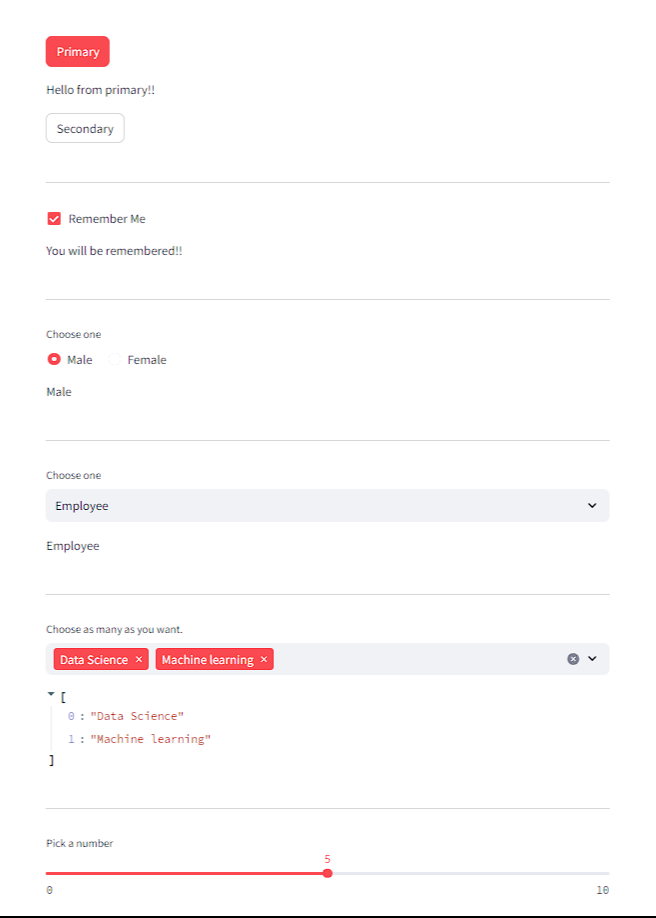 Primary
Hello from primary!!
Secondary
Remember Me
You will be remembered!!
Choose one
Male Female
Male
Choose one
Employee
Employee
Choose as many as you want.
Data Science × Machine learning ×
[
0 : "Data Science"
1 : "Machine learning"
]
Pick a number
5
0 10